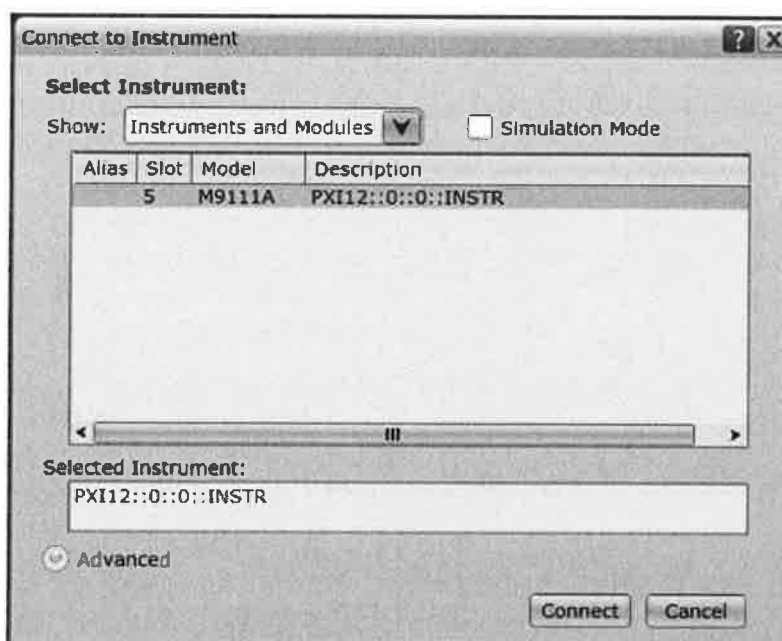 Connect to Instrument ? X
Select Instrument:
Show: Instruments and Modules Simulation Mode
Alias Slot Model Description
5 M9111A PXI12::0::0::INSTR
Selected Instrument:
PXI12::0::0::INSTR
Advanced
Connect Cancel